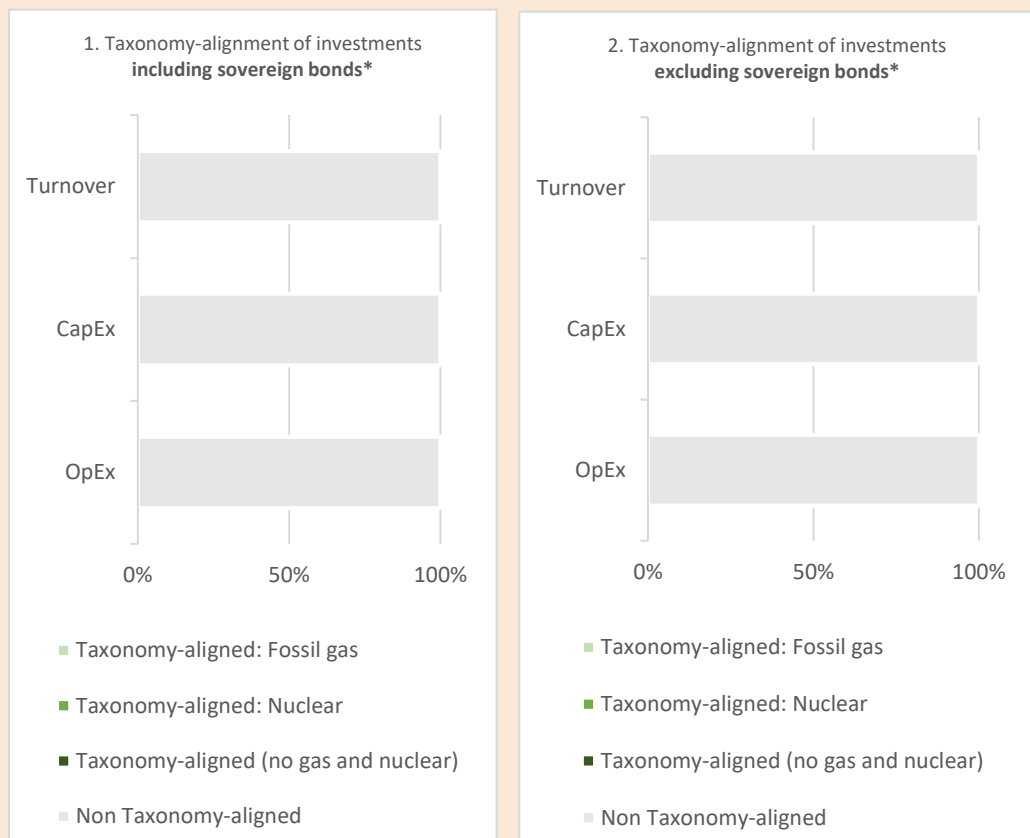 1. Taxonomy-alignment of investments
including sovereign bonds*
Turnover
CapEx
OpEx
0% 50% 100%
Taxonomy-aligned: Fossil gas
Taxonomy-aligned: Nuclear
Taxonomy-aligned (no gas and nuclear)
Non Taxonomy-aligned
2. Taxonomy-alignment of investments
excluding sovereign bonds*
Turnover
CapEx
OpEx
0% 50% 100%
Taxonomy-aligned: Fossil gas
Taxonomy-aligned: Nuclear
Taxonomy-aligned (no gas and nuclear)
Non Taxonomy-aligned